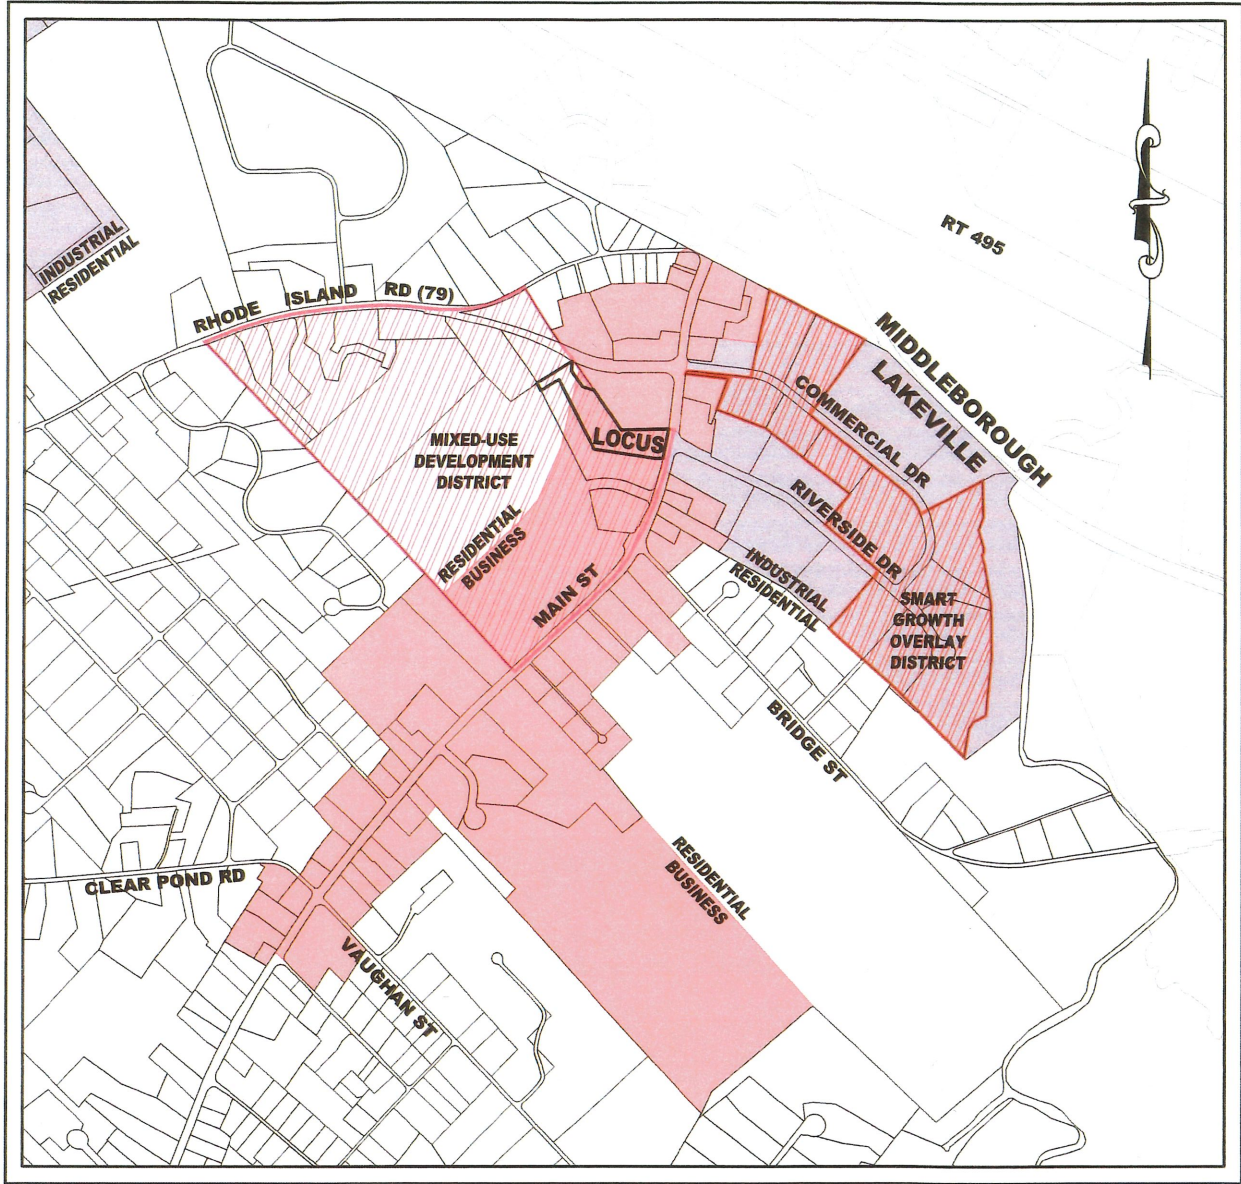 RT 495
INDUSTRIAL
RESIDENTIAL
RHODE ISLAND RD (79)
MIDDLEBOROUGH
LAKEVILLE
COMMERCIAL DR
LOCUS
MIXED-USE
DEVELOPMENT
DISTRICT
RIVERSIDE DR
RESIDENTIAL
BUSINESS
MAIN ST
INDUSTRIAL
RESIDENTIAL
SMART
GROWTH
OVERLAY
DISTRICT
BRIDGE ST
RESIDENTIAL
BUSINESS
CLEAR POND RD
VAUGHAN ST